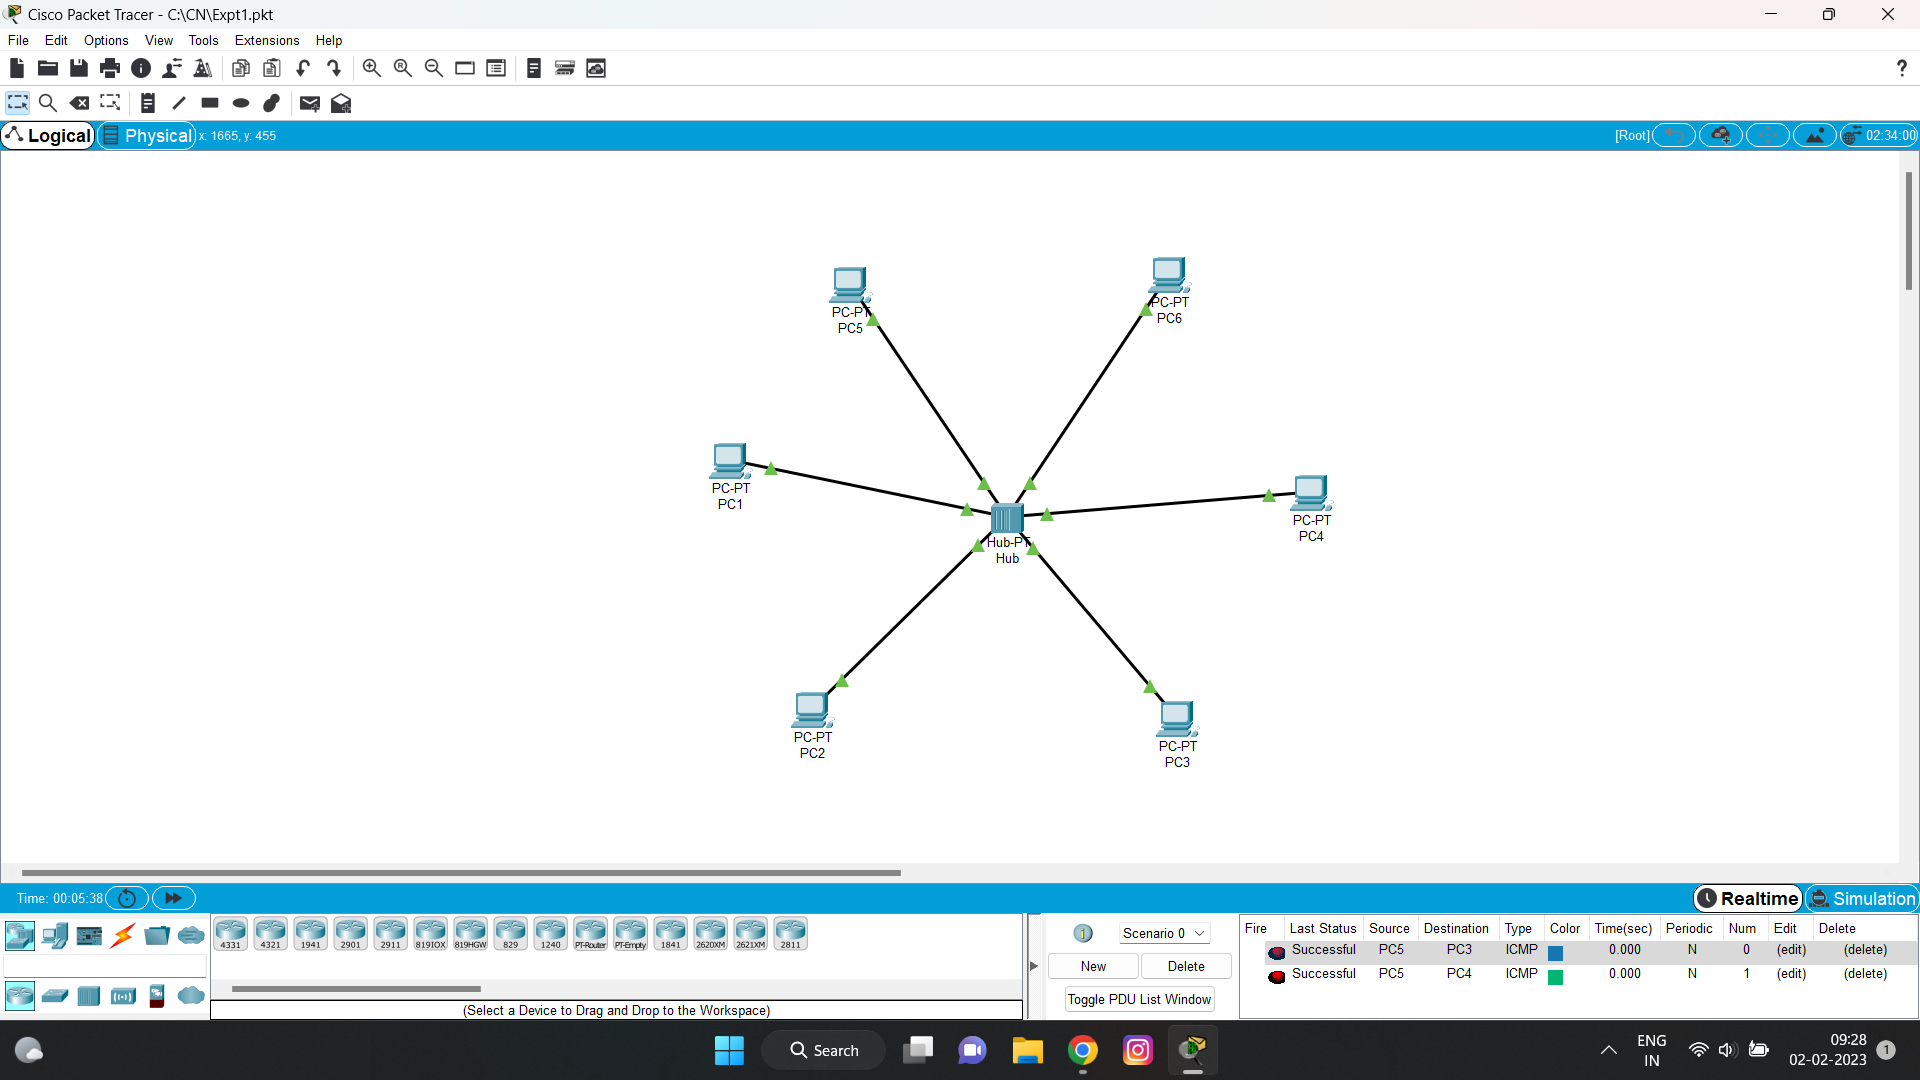 Cisco Packet Tracer - C:\CN\Expt1.pkt
File Edit Options View Tools Extensions Help
?
Logical Physical x: 1665, y: 455 [Root] 02:34:00
PC-PT
PC5
PC-PT
PC6
PC-PT
PC1
PC-PT
PC4
Hub-PT
Hub
PC-PT
PC2
PC-PT
PC3
Time: 00:05:38 Realtime Simulation
4331 4321 1941 2901 2911 819IOX 819HGW 829 1240 PT-Router PT-Empty 1841 2620XM 2621XM 2811
(Select a Device to Drag and Drop to the Workspace)
Scenario 0
New Delete
Toggle PDU List Window
Fire Last Status Source Destination Type Color Time(sec) Periodic Num Edit Delete
Successful PC5 PC3 ICMP 0.000 N 0 (edit) (delete)
Successful PC5 PC4 ICMP 0.000 N 1 (edit) (delete)
Search
ENG
IN
09:28
02-02-2023
1